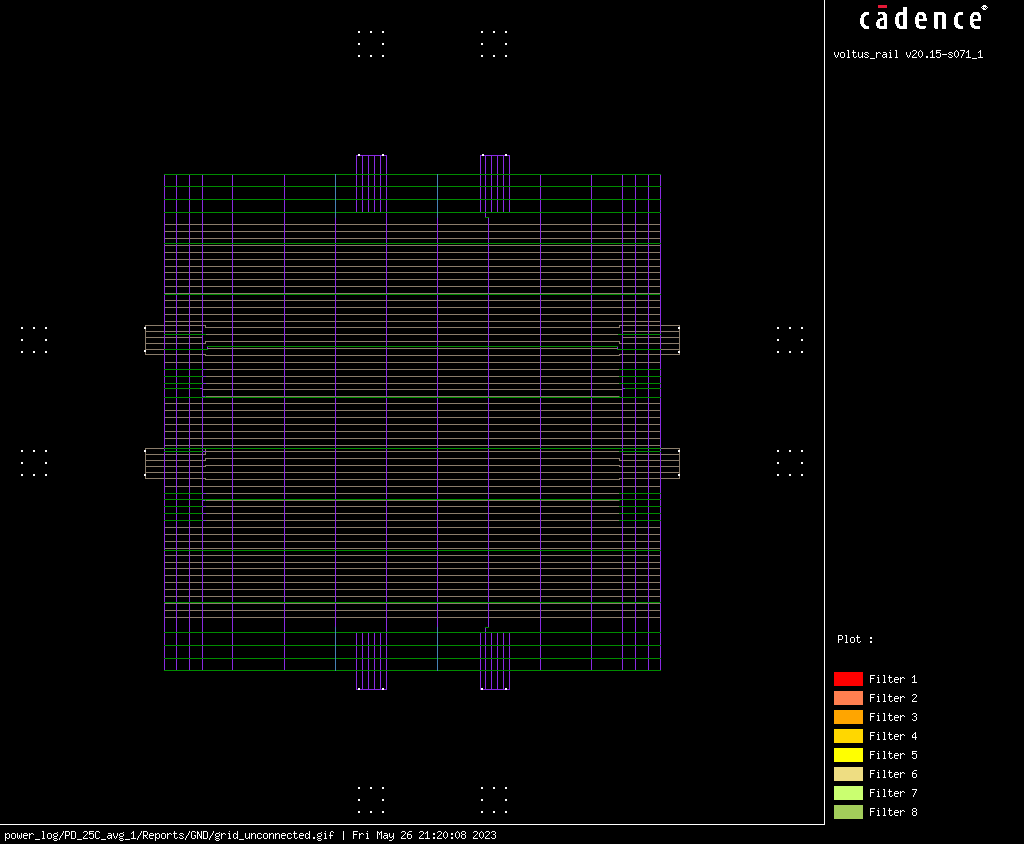 cādence®
voltus_rail v20.15-s071_1
Plot :
Filter 1
Filter 2
Filter 3
Filter 4
Filter 5
Filter 6
Filter 7
Filter 8
power_log/PD_25C_avg_1/Reports/GND/grid_unconnected.gif | Fri May 26 21:20:08 2023